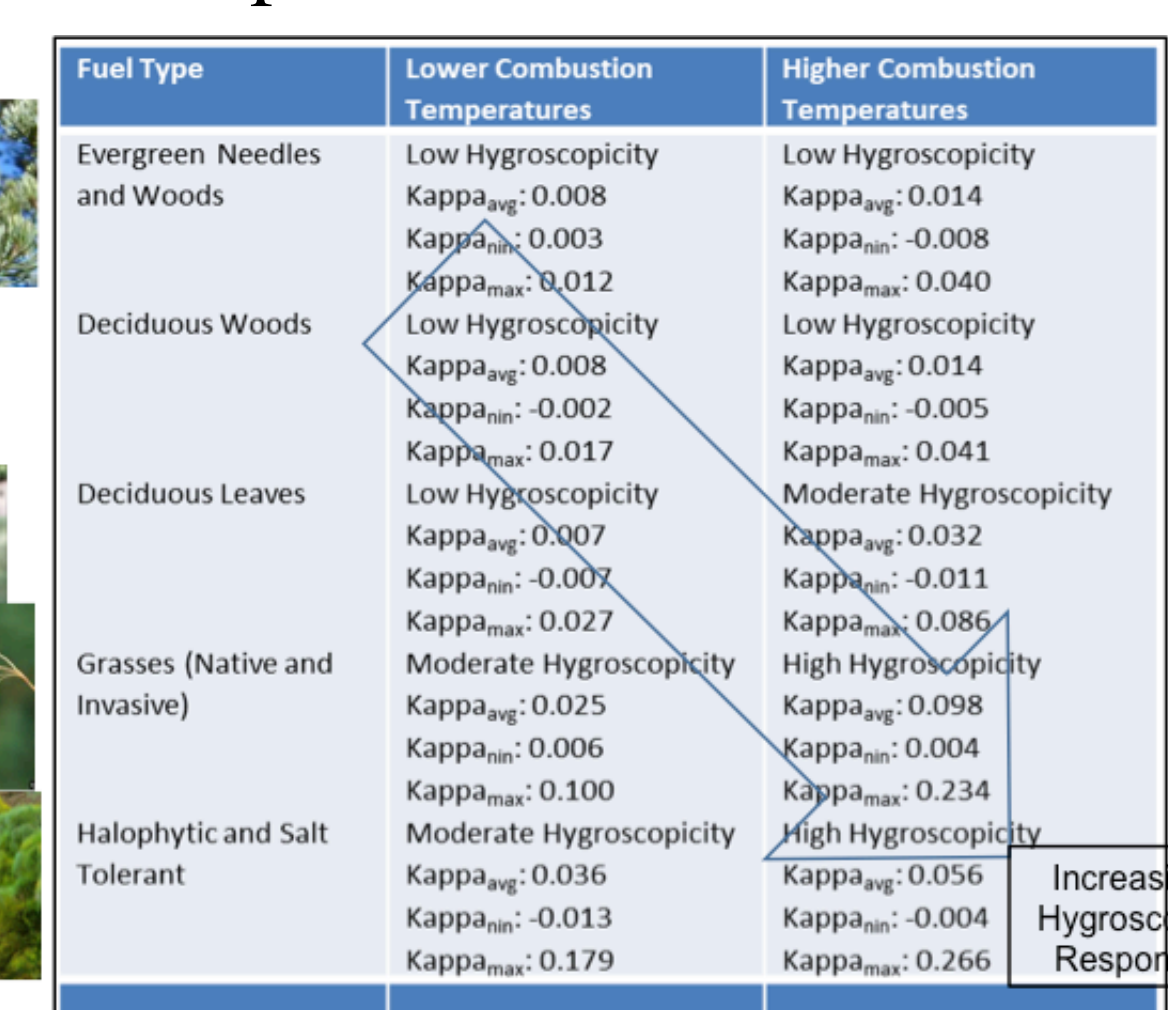 Fuel Type
Lower Combustion
Temperatures
Higher Combustion
Temperatures
Evergreen Needles
and Woods
Low Hygroscopicity
Kappaavg: 0.008
Kappanin: 0.003
Kappamax: 0.012
Low Hygroscopicity
Kappaavg: 0.014
Kappanin: -0.008
Kappamax: 0.040
Deciduous Woods
Low Hygroscopicity
Kappaavg: 0.008
Kappanin: -0.002
Kappamax: 0.017
Low Hygroscopicity
Kappaavg: 0.014
Kappanin: -0.005
Kappamax: 0.041
Deciduous Leaves
Low Hygroscopicity
Kappaavg: 0.007
Kappanin: -0.007
Kappamax: 0.027
Moderate Hygroscopicity
Kappaavg: 0.032
Kappanin: -0.011
Kappamax: 0.086
Grasses (Native and
Invasive)
Moderate Hygroscopicity
Kappaavg: 0.025
Kappanin: 0.006
Kappamax: 0.100
High Hygroscopicity
Kappaavg: 0.098
Kappanin: 0.004
Kappamax: 0.234
Halophytic and Salt
Tolerant
Moderate Hygroscopicity
Kappaavg: 0.036
Kappanin: -0.013
Kappamax: 0.179
High Hygroscopicity
Kappaavg: 0.056
Kappanin: -0.004
Kappamax: 0.266
Increasi
Hygrosco
Respon